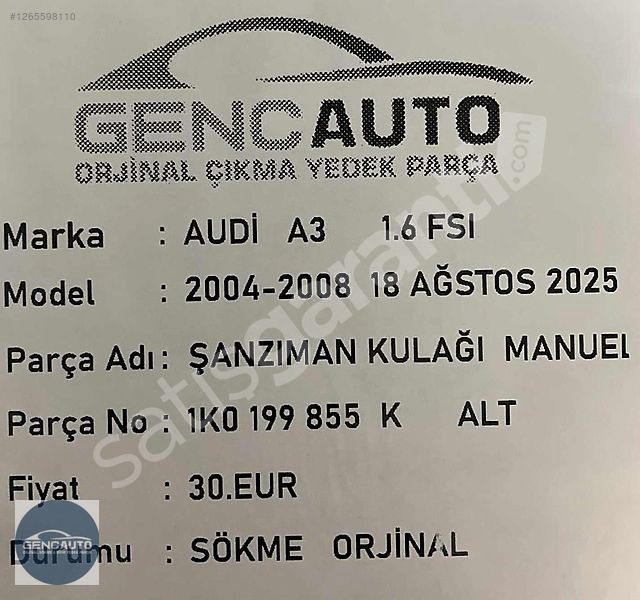 #1265598110
GENCAUTO
ORJİNAL ÇIKMA YEDEK PARÇA
Marka : AUDİ A3 1.6 FSI
Model : 2004-2008 18 AĞSTOS 2025
Parça Adı : ŞANZIMAN KULAĞI MANUEL
Parça No : 1K0 199 855 K ALT
Fiyat : 30.EUR
Durumu : SÖKME ORJİNAL
satışgaranti.com
GENCAUTO